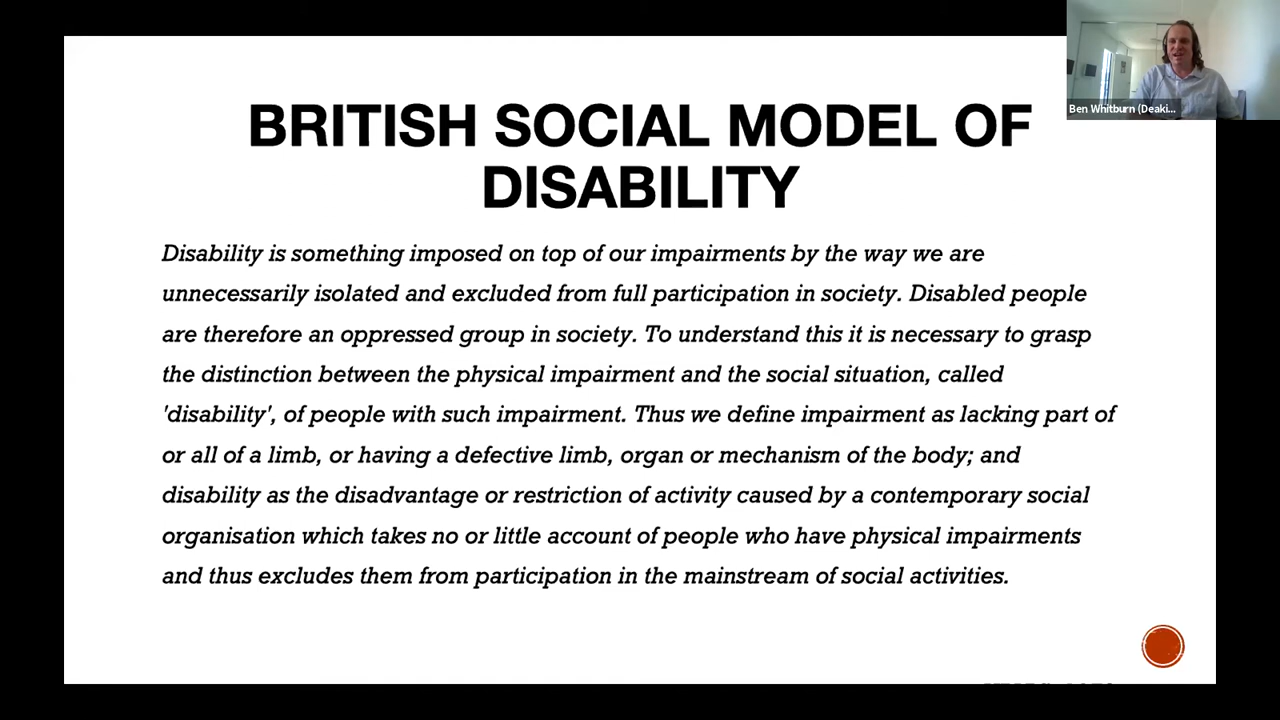 BRITISH SOCIAL MODEL OF
DISABILITY
Disability is something imposed on top of our impairments by the way we are
unnecessarily isolated and excluded from full participation in society. Disabled people
are therefore an oppressed group in society. To understand this it is necessary to grasp
the distinction between the physical impairment and the social situation, called
'disability', of people with such impairment. Thus we define impairment as lacking part of
or all of a limb, or having a defective limb, organ or mechanism of the body; and
disability as the disadvantage or restriction of activity caused by a contemporary social
organisation which takes no or little account of people who have physical impairments
and thus excludes them from participation in the mainstream of social activities.
Ben Whitburn (Deaki...